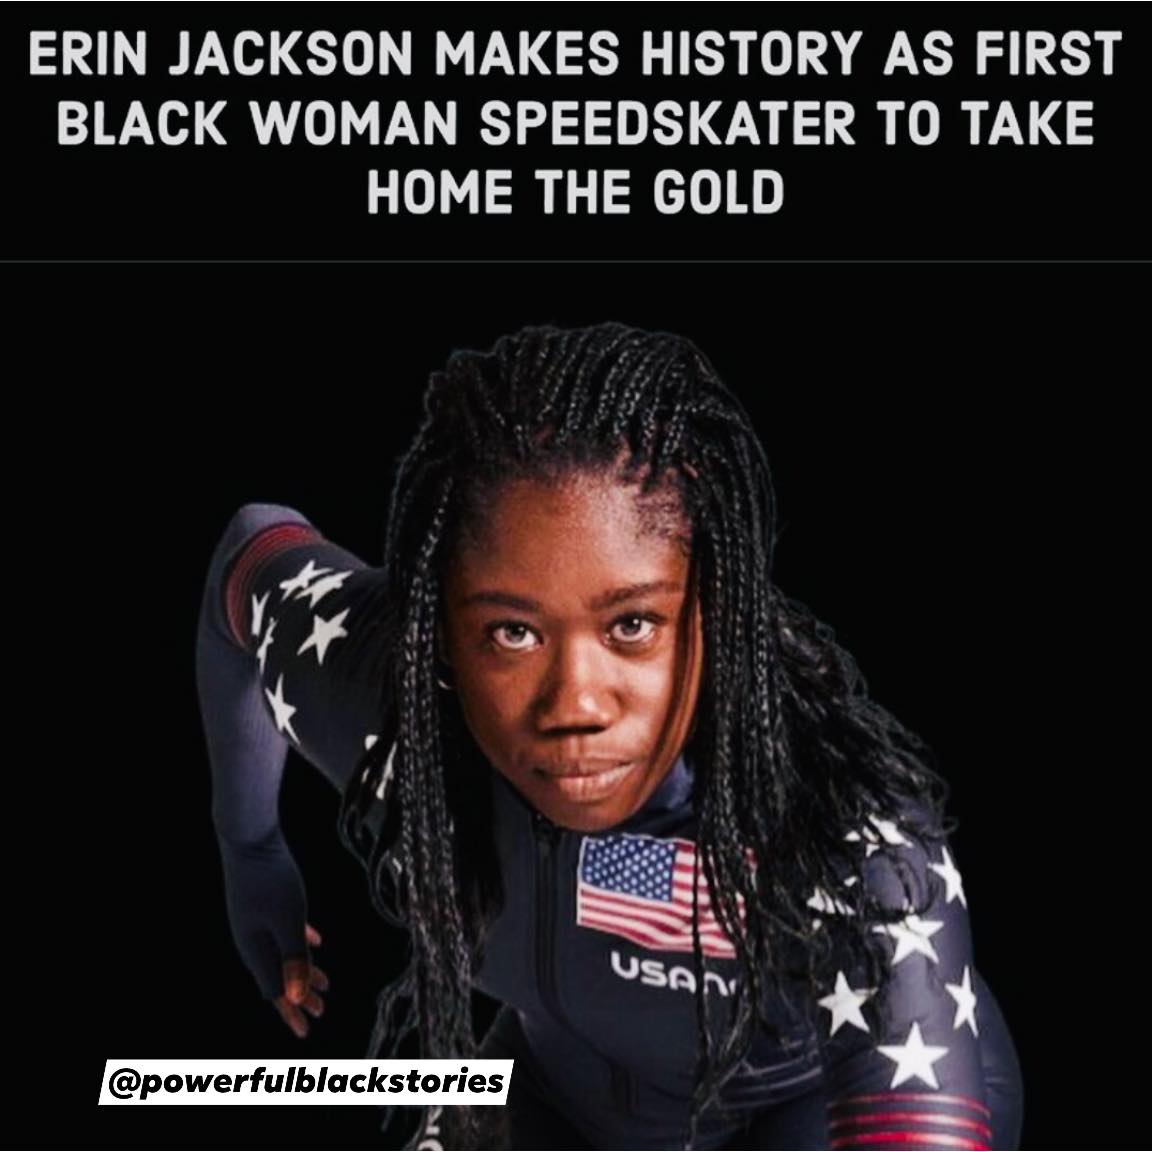 ERIN JACKSON MAKES HISTORY AS FIRST
BLACK WOMAN SPEEDSKATER TO TAKE
HOME THE GOLD
USA
@powerfulblackstories